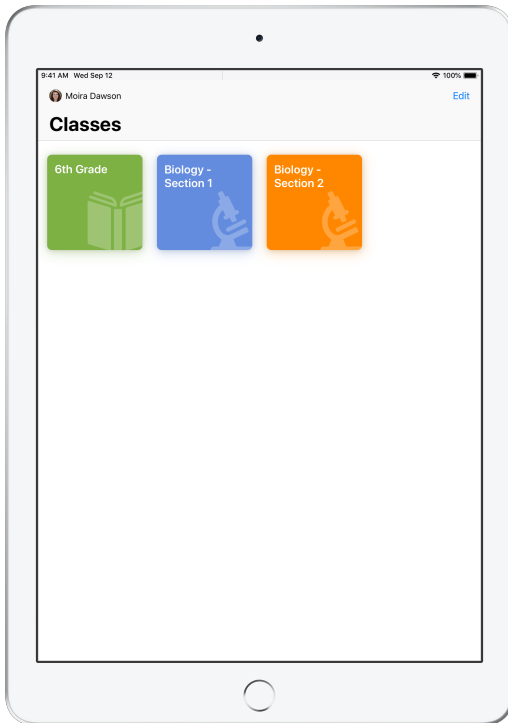 9:41 AM Wed Sep 12
100%
Moira Dawson
Edit
Classes
6th Grade
Biology -
Section 1
Biology -
Section 2